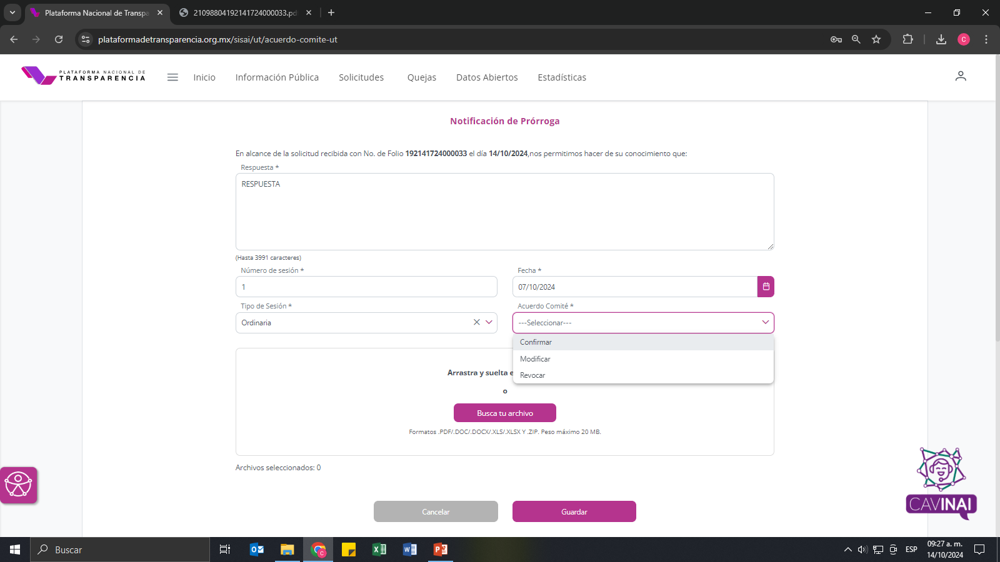 Plataforma Nacional de Transpa
21098804192141724000033.pd
plataformadetransparencia.org.mx/sisai/ut/acuerdo-comite-ut
C
PLATAFORMA NACIONAL DE
TRANSPARENCIA
Inicio
Información Pública
Solicitudes
Quejas
Datos Abiertos
Estadísticas
Notificación de Prórroga
En alcance de la solicitud recibida con No. de Folio 192141724000033 el día 14/10/2024,nos permitimos hacer de su conocimiento que:
Respuesta *
RESPUESTA
(Hasta 3991 caracteres)
Número de sesión *
Fecha *
1
07/10/2024
Tipo de Sesión *
Acuerdo Comité *
Ordinaria
---Seleccionar---
Confirmar
Modificar
Revocar
Arrastra y suelta e
o
Busca tu archivo
Formatos .PDF/.DOC/.DOCX/.XLS/.XLSX Y .ZIP. Peso máximo 20 MB.
Archivos seleccionados: 0
CAVINAI
Cancelar
Guardar
Buscar
ESP
09:27 a. m.
14/10/2024